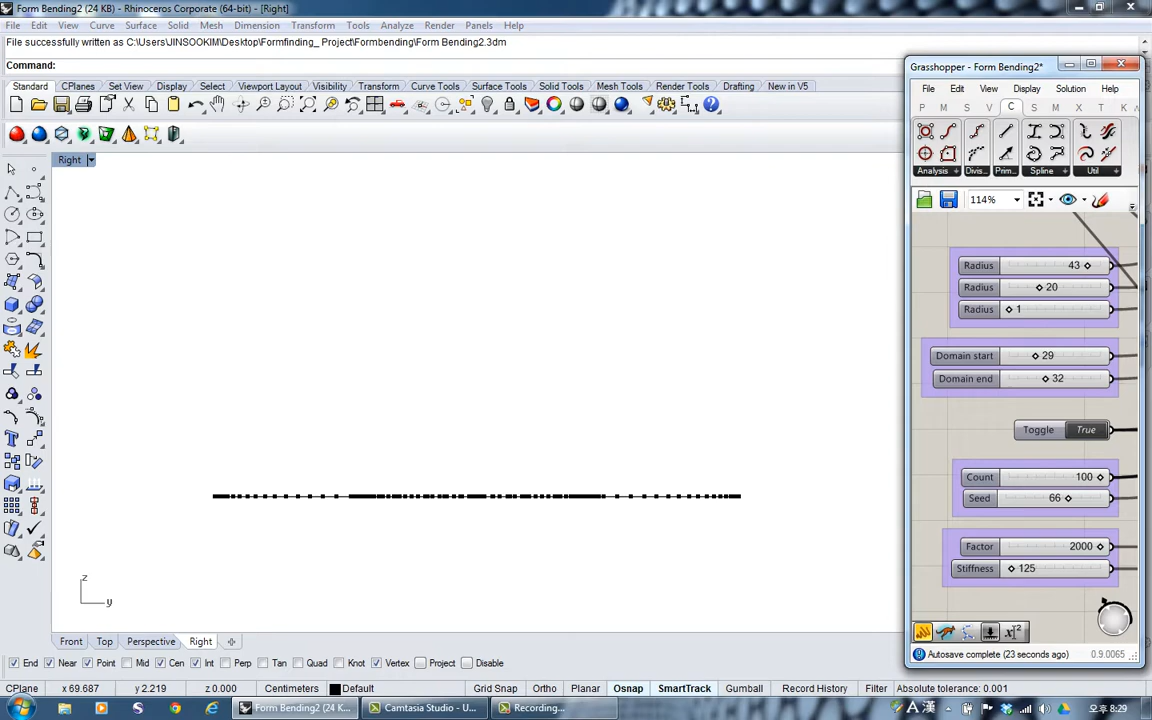 Form Bending2 (24 KB) - Rhinoceros Corporate (64-bit) - [Right]
File Edit View Curve Surface Solid Mesh Dimension Transform Tools Analyze Render Panels Help
File successfully written as C:\Users\JINSOOKIM\Desktop\Formfinding_ Project\Formbending\Form Bending2.3dm
Command:
Standard CPlanes Set View Display Select Viewport Layout Visibility Transform Curve Tools Surface Tools Solid Tools Mesh Tools Render Tools Drafting New in V5
Right
z
y
Front Top Perspective Right
End Near Point Mid Cen Int Perp Tan Quad Knot Vertex Project Disable
CPlane x 69.687 y 2.219 z 0.000 Centimeters Default Grid Snap Ortho Planar Osnap SmartTrack Gumball Record History Filter Absolute tolerance: 0.001
Grasshopper - Form Bending2*
File Edit View Display Solution Help
P M S V C S M X T K
Analysis Divis... Prim... Spline Util
114%
Radius 43
Radius 20
Radius 1
Domain start 29
Domain end 32
Toggle True
Count 100
Seed 66
Factor 2000
Stiffness 125
Autosave complete (23 seconds ago) 0.9.0065
Form Bending2 (24 K... Camtasia Studio - U... Recording... A 漢 오후 8:29